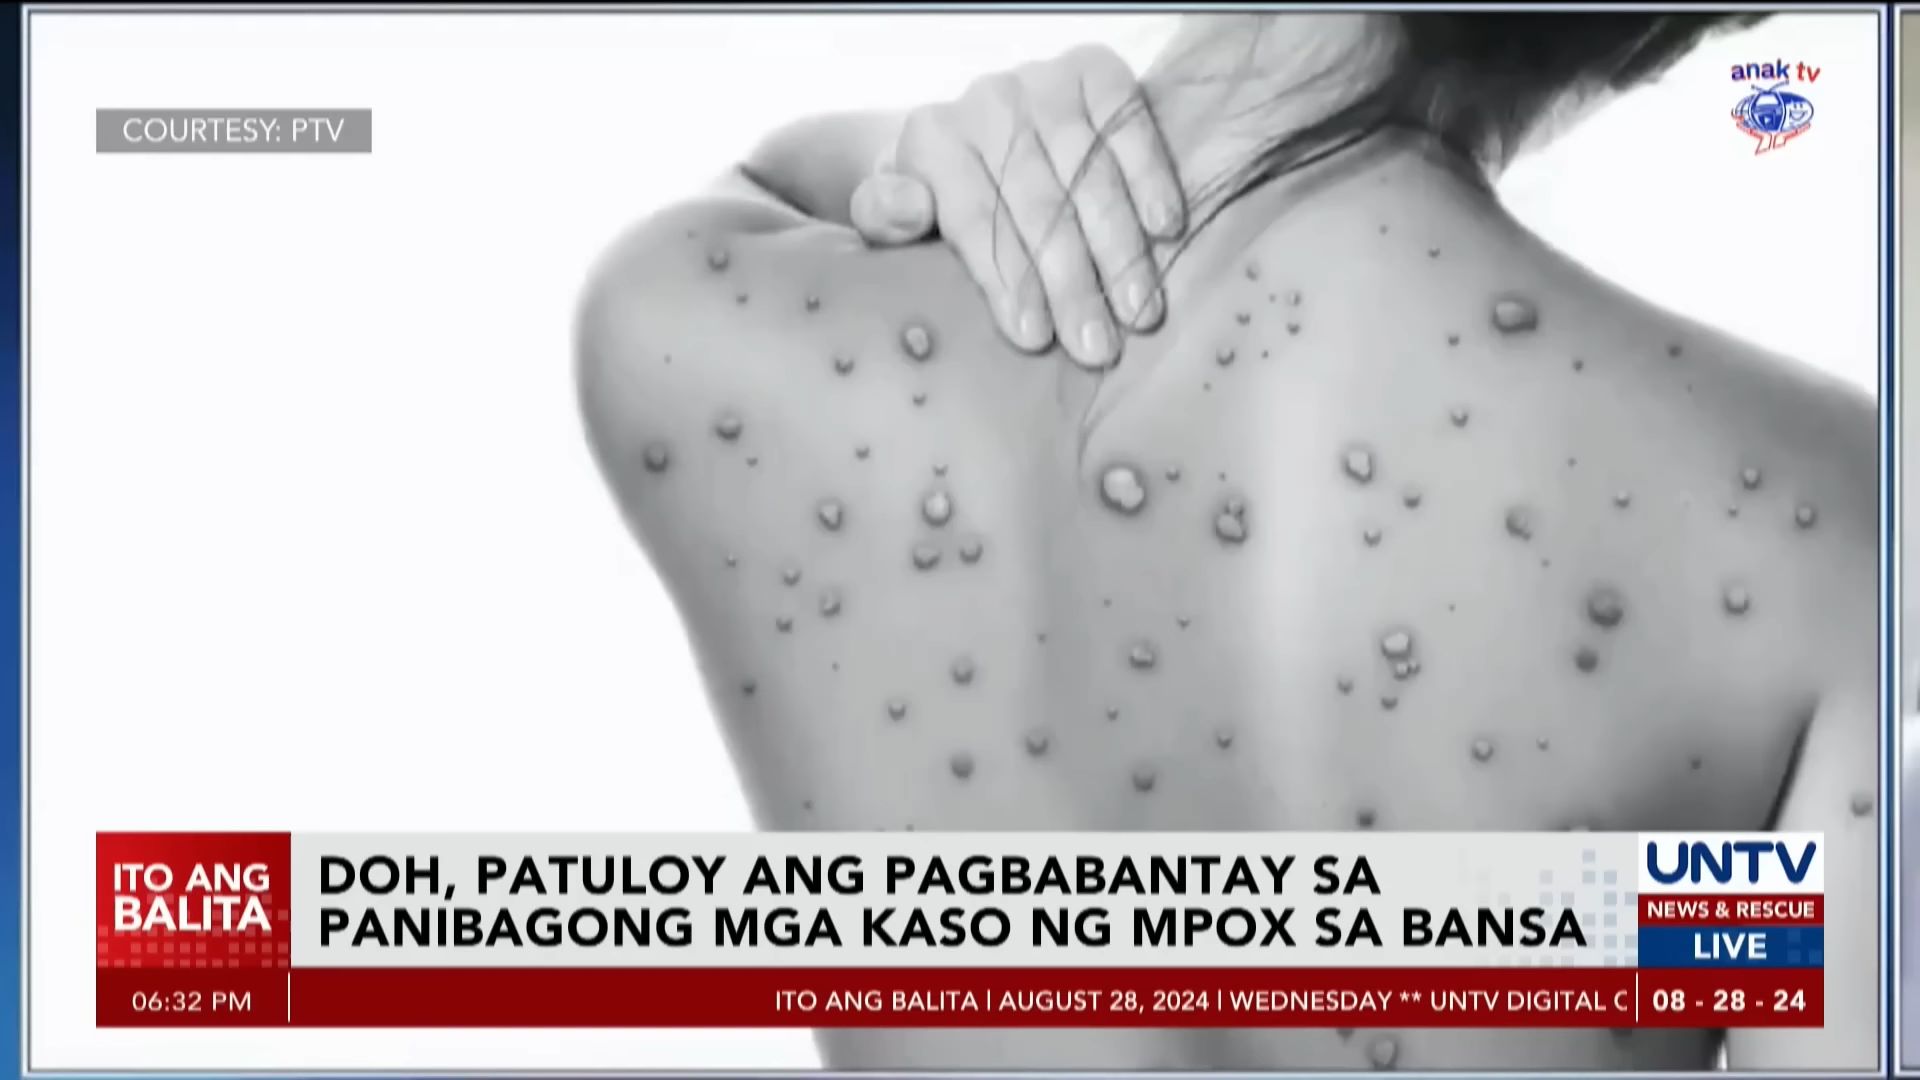 anak tv
COURTESY: PTV
ITO ANG
BALITA
DOH, PATULOY ANG PAGBABANTAY SA
PANIBAGONG MGA KASO NG MPOX SA BANSA
UNTV
NEWS & RESCUE
LIVE
06:32 PM
ITO ANG BALITA | AUGUST 28, 2024 | WEDNESDAY ** UNTV DIGITAL C
08 - 28 - 24